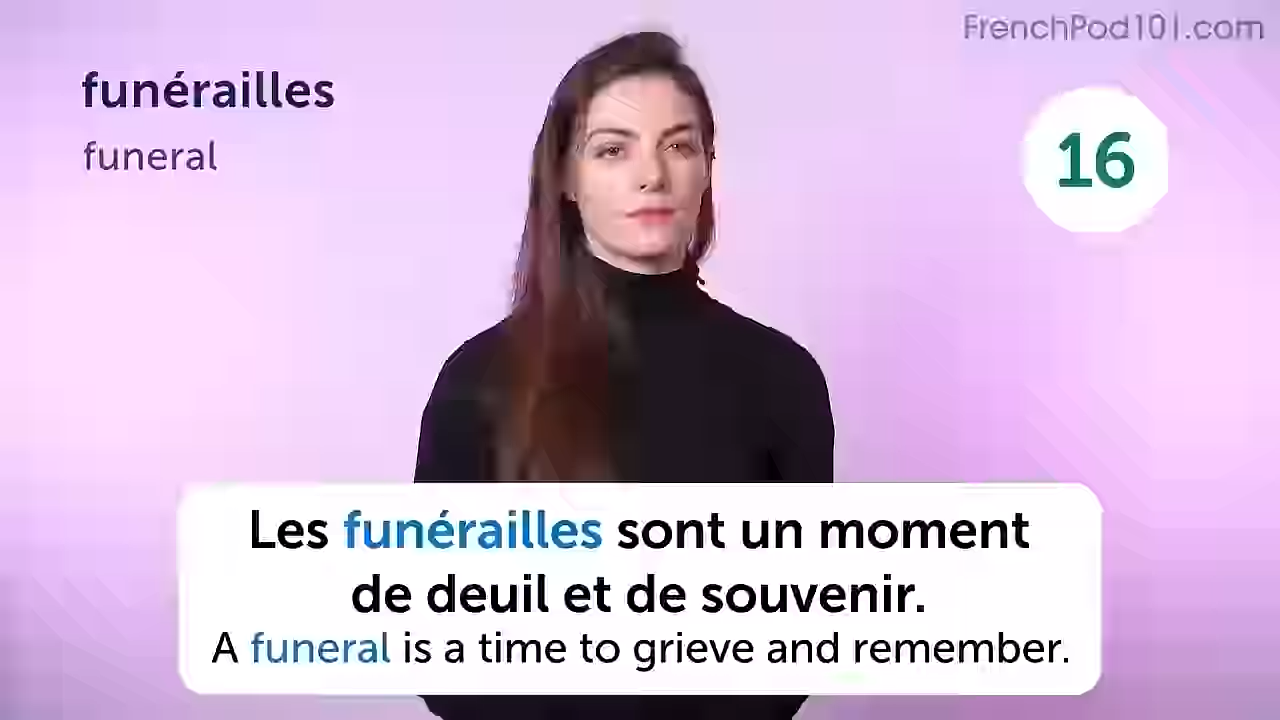 FrenchPod101.com
funérailles
funeral
16
Les funérailles sont un moment
de deuil et de souvenir.
A funeral is a time to grieve and remember.